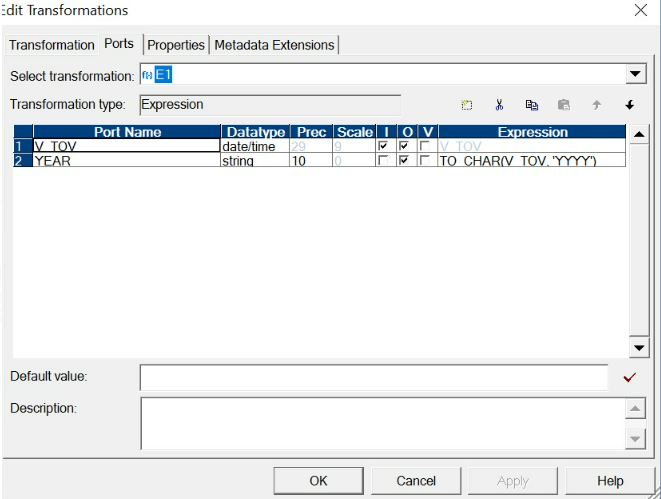 Edit Transformations
Transformation Ports Properties Metadata Extensions
Select transformation: f(x) E1
Transformation type: Expression
Port Name Datatype Prec Scale I O V Expression
1 V_TOV date/time 29 9 V_TOV
2 YEAR string 10 0 TO_CHAR(V_TOV, 'YYYY')
Default value:
Description:
OK Cancel Apply Help